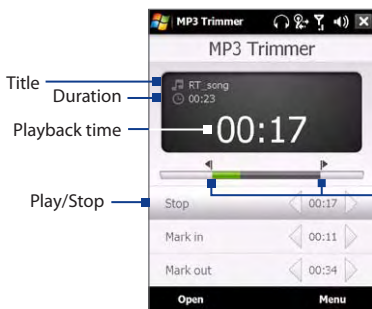 MP3 Trimmer
MP3 Trimmer
Title
RT_song
Duration
00:23
Playback time
00:17
Play/Stop
Stop
00:17
Mark in
00:11
Mark out
00:34
Open
Menu